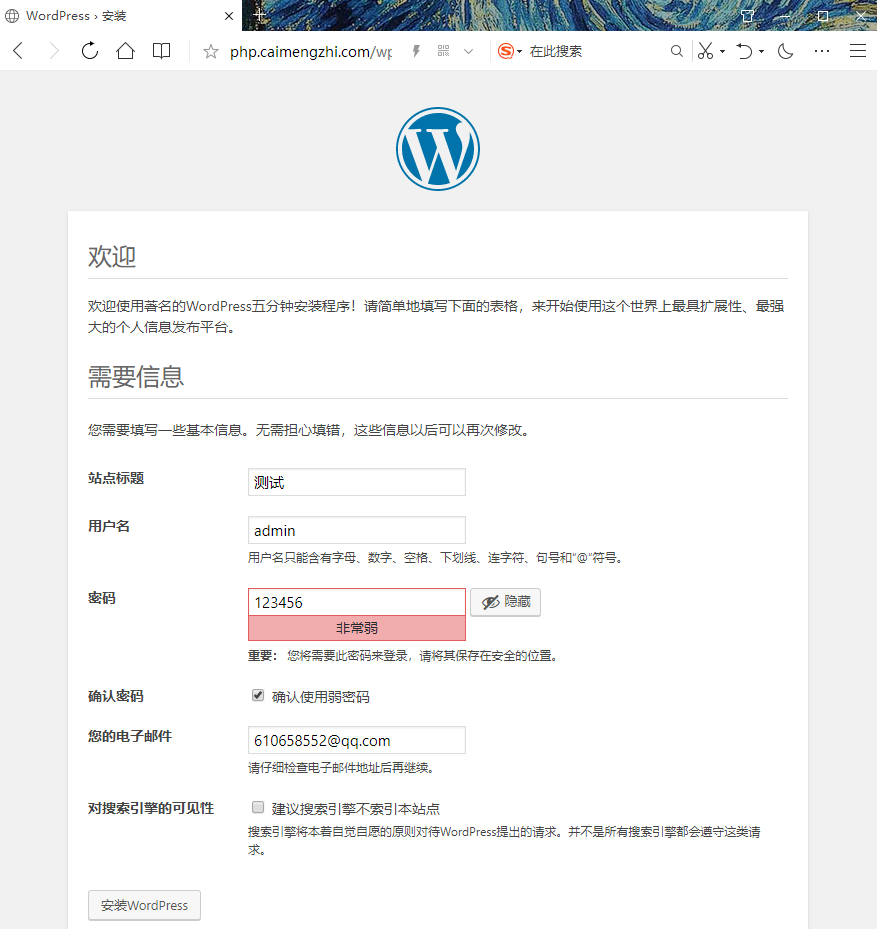 WordPress › 安装
php.caimengzhi.com/wp
在此搜索
欢迎
欢迎使用著名的WordPress五分钟安装程序！请简单地填写下面的表格，来开始使用这个世界上最具扩展性、最强
大的个人信息发布平台。
需要信息
您需要填写一些基本信息。无需担心填错，这些信息以后可以再次修改。
站点标题
测试
用户名
admin
用户名只能含有字母、数字、空格、下划线、连字符、句号和“@”符号。
密码
123456
隐藏
非常弱
重要： 您将需要此密码来登录，请将其保存在安全的位置。
确认密码
确认使用弱密码
您的电子邮件
610658552@qq.com
请仔细检查电子邮件地址后再继续。
对搜索引擎的可见性
建议搜索引擎不索引本站点
搜索引擎将本着自觉自愿的原则对待WordPress提出的请求。并不是所有搜索引擎都会遵守这类请
求。
安装WordPress